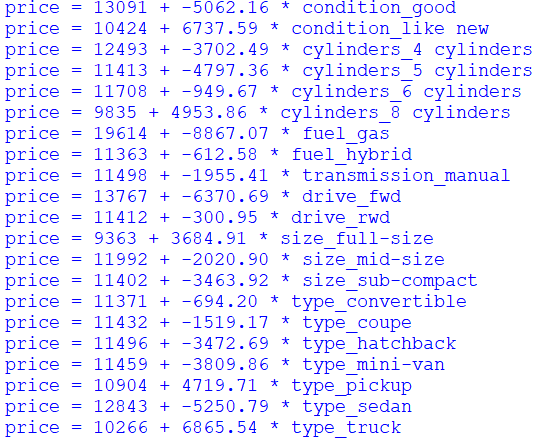 price = 13091 + -5062.16 * condition_good
price = 10424 + 6737.59 * condition_like new
price = 12493 + -3702.49 * cylinders_4 cylinders
price = 11413 + -4797.36 * cylinders_5 cylinders
price = 11708 + -949.67 * cylinders_6 cylinders
price = 9835 + 4953.86 * cylinders_8 cylinders
price = 19614 + -8867.07 * fuel_gas
price = 11363 + -612.58 * fuel_hybrid
price = 11498 + -1955.41 * transmission_manual
price = 13767 + -6370.69 * drive_fwd
price = 11412 + -300.95 * drive_rwd
price = 9363 + 3684.91 * size_full-size
price = 11992 + -2020.90 * size_mid-size
price = 11402 + -3463.92 * size_sub-compact
price = 11371 + -694.20 * type_convertible
price = 11432 + -1519.17 * type_coupe
price = 11496 + -3472.69 * type_hatchback
price = 11459 + -3809.86 * type_mini-van
price = 10904 + 4719.71 * type_pickup
price = 12843 + -5250.79 * type_sedan
price = 10266 + 6865.54 * type_truck